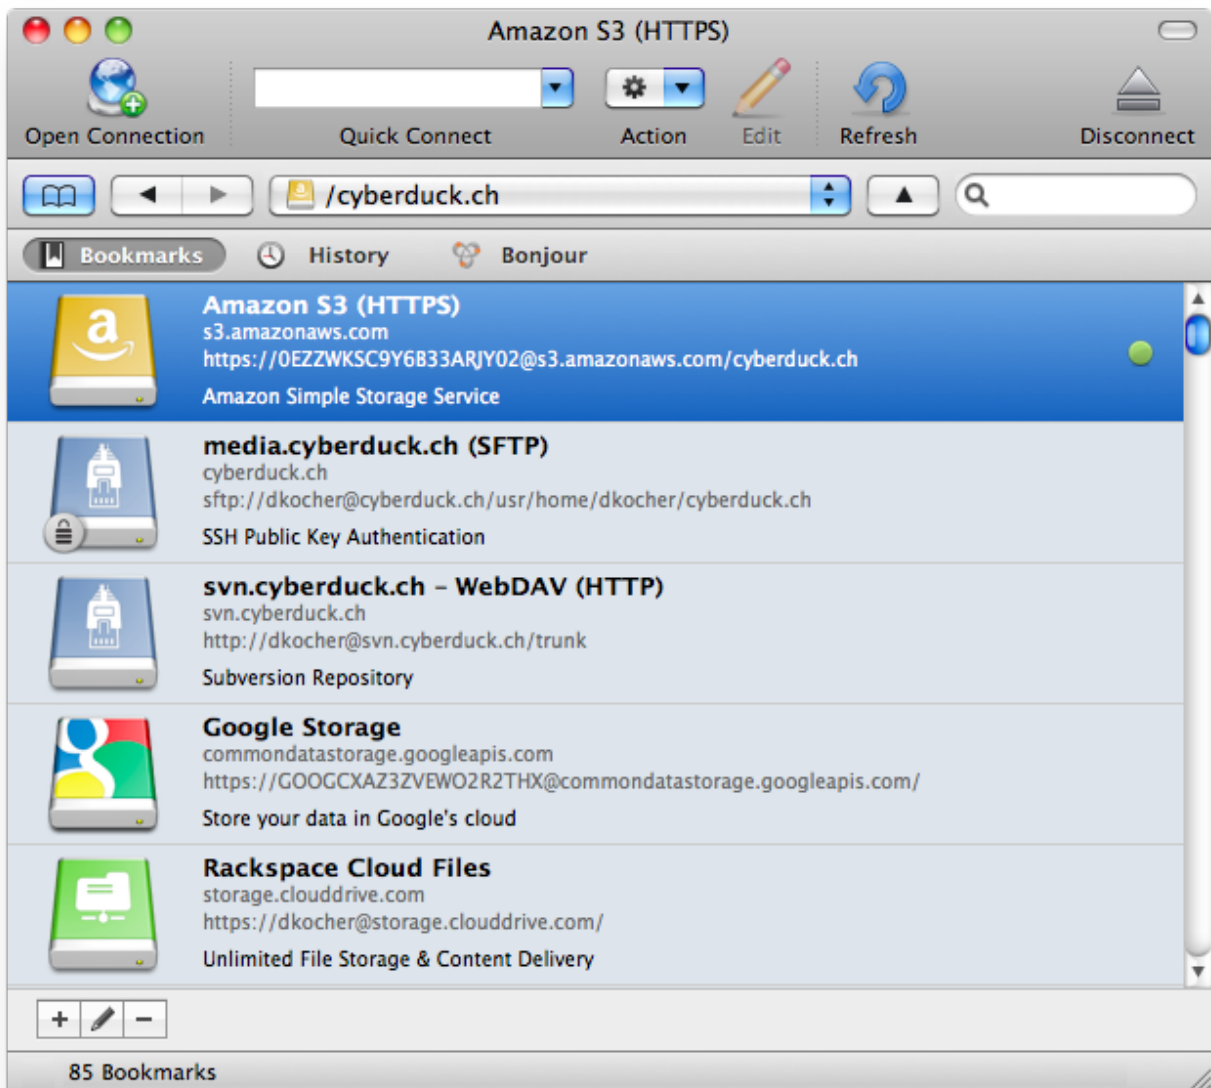 Amazon S3 (HTTPS)
Open Connection
Quick Connect
Action
Edit
Refresh
Disconnect
/cyberduck.ch
Bookmarks
History
Bonjour
Amazon S3 (HTTPS)
s3.amazonaws.com
https://0EZZWKSC9Y6B33ARJY02@s3.amazonaws.com/cyberduck.ch
Amazon Simple Storage Service
media.cyberduck.ch (SFTP)
cyberduck.ch
sftp://dkocher@cyberduck.ch/usr/home/dkocher/cyberduck.ch
SSH Public Key Authentication
svn.cyberduck.ch – WebDAV (HTTP)
svn.cyberduck.ch
http://dkocher@svn.cyberduck.ch/trunk
Subversion Repository
Google Storage
commondatastorage.googleapis.com
https://GOOGCXAZ3ZVEWO2R2THX@commondatastorage.googleapis.com/
Store your data in Google's cloud
Rackspace Cloud Files
storage.clouddrive.com
https://dkocher@storage.clouddrive.com/
Unlimited File Storage & Content Delivery
85 Bookmarks